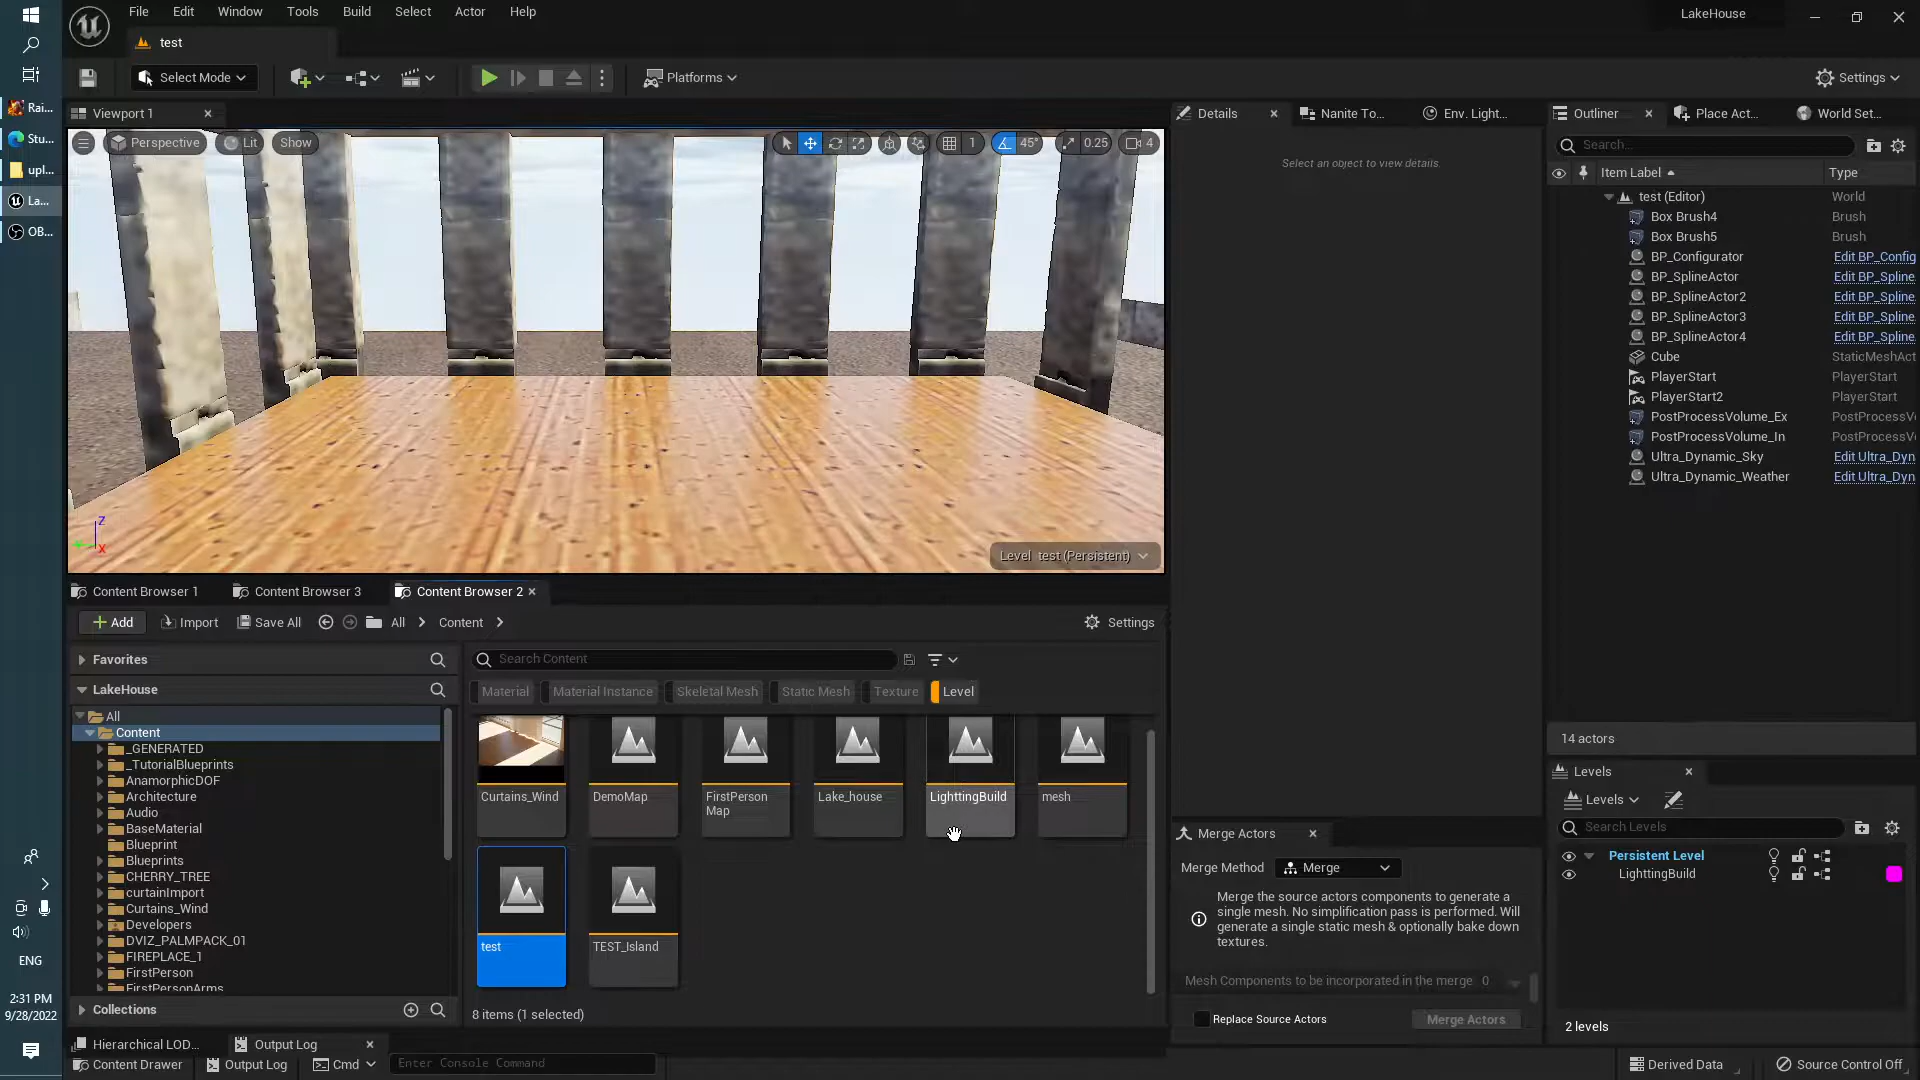 File Edit Window Tools Build Select Actor Help
LakeHouse
test
Select Mode
Platforms
Settings
Rai...
Stu...
upl...
La...
OB...
ENG
2:31 PM
9/28/2022
Viewport 1
Perspective Lit Show
1 45° 0.25 4
Z
X
Level test (Persistent)
Details Nanite To... Env. Light...
Select an object to view details.
Outliner Place Act... World Set...
Search...
Item Label Type
test (Editor) World
Box Brush4 Brush
Box Brush5 Brush
BP_Configurator Edit BP_Config
BP_SplineActor Edit BP_Spline
BP_SplineActor2 Edit BP_Spline
BP_SplineActor3 Edit BP_Spline
BP_SplineActor4 Edit BP_Spline
Cube StaticMeshAct
PlayerStart PlayerStart
PlayerStart2 PlayerStart
PostProcessVolume_Ex PostProcessVo
PostProcessVolume_In PostProcessVo
Ultra_Dynamic_Sky Edit Ultra_Dyn
Ultra_Dynamic_Weather Edit Ultra_Dyn
14 actors
Content Browser 1 Content Browser 3 Content Browser 2
Add Import Save All All Content
Settings
Favorites
LakeHouse
All
Content
_GENERATED
_TutorialBlueprints
AnamorphicDOF
Architecture
Audio
BaseMaterial
Blueprint
Blueprints
CHERRY_TREE
curtainImport
Curtains_Wind
Developers
DVIZ_PALMPACK_01
FIREPLACE_1
FirstPerson
FirstPersonArms
Collections
Search Content
Material Material Instance Skeletal Mesh Static Mesh Texture Level
Curtains_Wind DemoMap FirstPerson
Map Lake_house LighttingBuild mesh
test TEST_Island
8 items (1 selected)
Merge Actors
Merge Method Merge
Merge the source actors components to generate a
single mesh. No simplification pass is performed. Will
generate a single static mesh & optionally bake down
textures.
Mesh Components to be incorporated in the merge 0
Replace Source Actors Merge Actors
Levels
Levels
Search Levels
Persistent Level
LighttingBuild
2 levels
Hierarchical LOD... Output Log
Content Drawer Output Log Cmd Enter Console Command
Derived Data Source Control Off